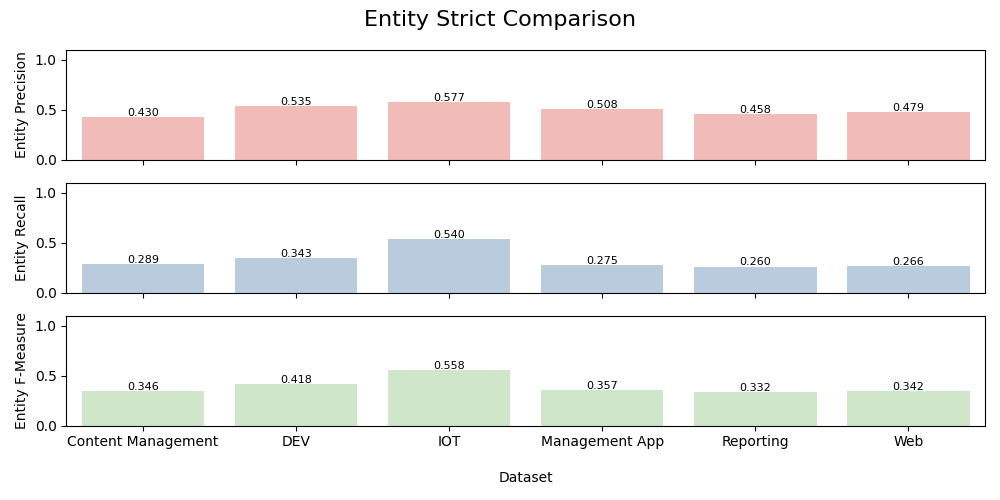 Entity Strict Comparison
Entity Precision
1.0
0.5
0.0
0.430
0.535
0.577
0.508
0.458
0.479
Entity Recall
1.0
0.5
0.0
0.289
0.343
0.540
0.275
0.260
0.266
Entity F-Measure
1.0
0.5
0.0
0.346
0.418
0.558
0.357
0.332
0.342
Content Management
DEV
IOT
Management App
Reporting
Web
Dataset